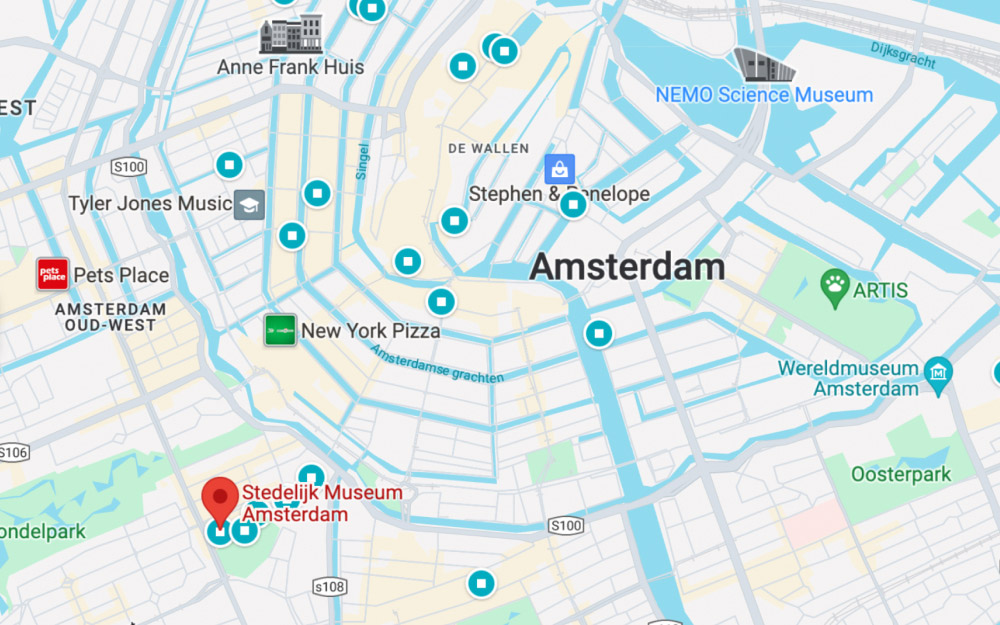 Anne Frank Huis
Dijksgracht
NEMO Science Museum
EST
DE WALLEN
S100
Singel
Stephen & Penelope
Tyler Jones Music
Amsterdam
pets
place
Pets Place
ARTIS
AMSTERDAM
OUD-WEST
New York Pizza
Amsterdamse grachten
Wereldmuseum
Amsterdam
S106
Oosterpark
Stedelijk Museum
Amsterdam
ondelpark
S100
s108